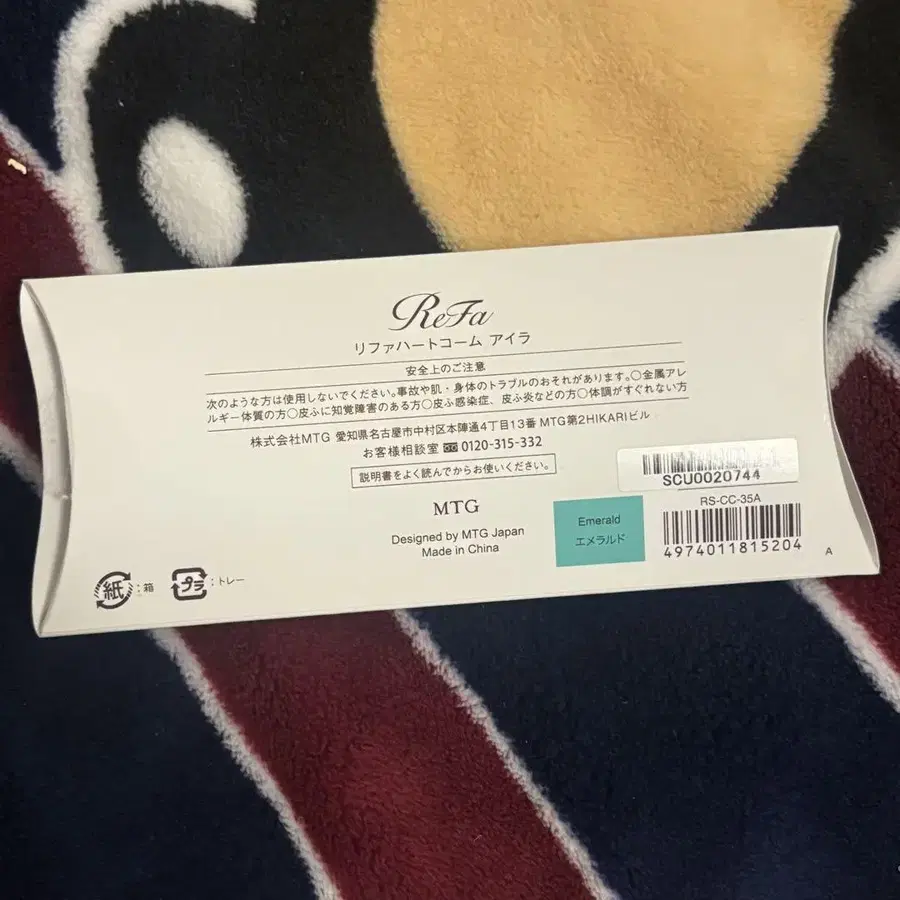 ReFa
リファハートコーム アイラ
安全上のご注意
次のような方は使用しないでください。事故や肌・身体のトラブルのおそれがあります。○金属アレ
ルギー体質の方○皮ふに知覚障害のある方○皮ふ感染症、皮ふ炎などの方○体調がすぐれない方
株式会社MTG 愛知県名古屋市中村区本陣通4丁目13番 MTG第2HIKARIビル
お客様相談室 0120-315-332
説明書をよく読んでからお使いください。
MTG
Designed by MTG Japan
Made in China
Emerald
エメラルド
SCU0020744
RS-CC-35A
4974011815204
A
紙 : 箱
プラ : トレー